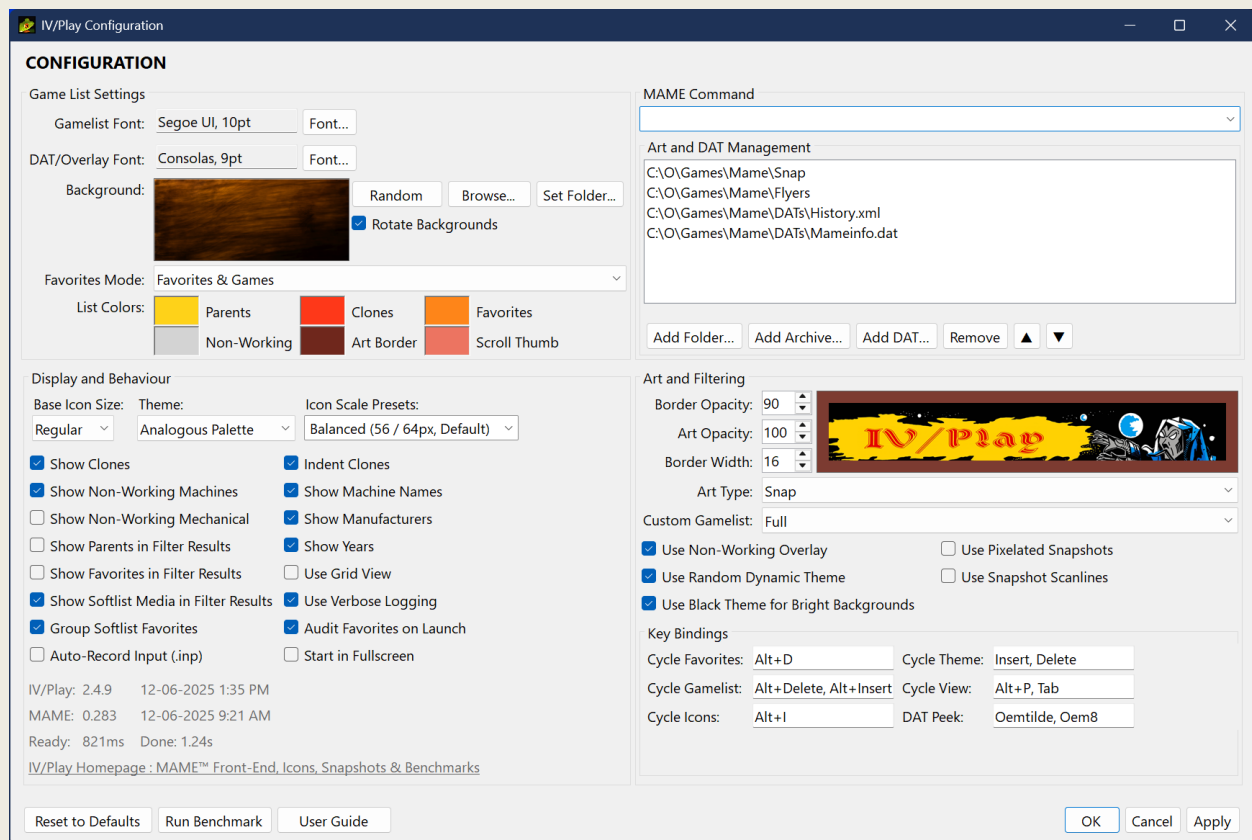 IV/Play Configuration
CONFIGURATION
Game List Settings
Gamelist Font: Segoe UI, 10pt Font...
DAT/Overlay Font: Consolas, 9pt Font...
Background:
Random Browse... Set Folder...
Rotate Backgrounds
Favorites Mode: Favorites & Games
List Colors: Parents Clones Favorites
Non-Working Art Border Scroll Thumb
MAME Command
Art and DAT Management
C:\O\Games\Mame\Snap
C:\O\Games\Mame\Flyers
C:\O\Games\Mame\DATs\History.xml
C:\O\Games\Mame\DATs\Mameinfo.dat
Add Folder... Add Archive... Add DAT... Remove ▲ ▼
Display and Behaviour
Base Icon Size: Theme: Icon Scale Presets:
Regular Analogous Palette Balanced (56 / 64px, Default)
Show Clones Indent Clones
Show Non-Working Machines Show Machine Names
Show Non-Working Mechanical Show Manufacturers
Show Parents in Filter Results Show Years
Show Favorites in Filter Results Use Grid View
Show Softlist Media in Filter Results Use Verbose Logging
Group Softlist Favorites Audit Favorites on Launch
Auto-Record Input (.inp) Start in Fullscreen
IV/Play: 2.4.9 12-06-2025 1:35 PM
MAME: 0.283 12-06-2025 9:21 AM
Ready: 821ms Done: 1.24s
IV/Play Homepage : MAME™ Front-End, Icons, Snapshots & Benchmarks
Art and Filtering
Border Opacity: 90
Art Opacity: 100
Border Width: 16
IV/Play
Art Type: Snap
Custom Gamelist: Full
Use Non-Working Overlay Use Pixelated Snapshots
Use Random Dynamic Theme Use Snapshot Scanlines
Use Black Theme for Bright Backgrounds
Key Bindings
Cycle Favorites: Alt+D Cycle Theme: Insert, Delete
Cycle Gamelist: Alt+Delete, Alt+Insert Cycle View: Alt+P, Tab
Cycle Icons: Alt+I DAT Peek: Oemtilde, Oem8
Reset to Defaults Run Benchmark User Guide
OK Cancel Apply